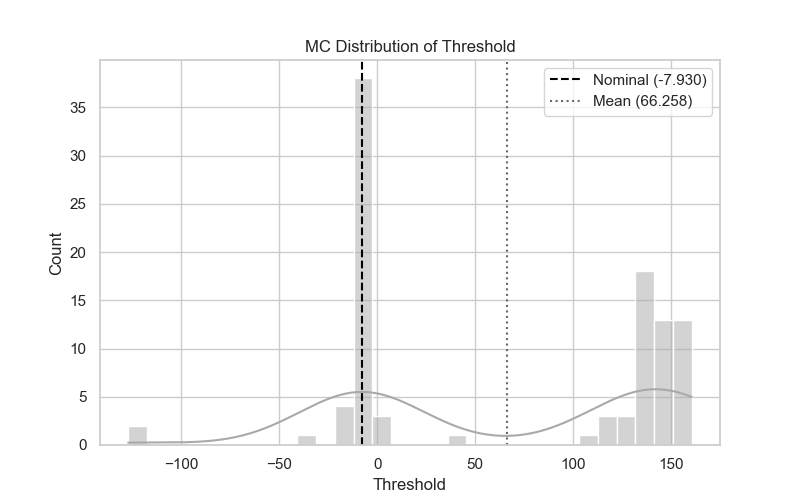 MC Distribution of Threshold
Nominal (-7.930)
Mean (66.258)
Count
35
30
25
20
15
10
5
0
−100
−50
0
50
100
150
Threshold